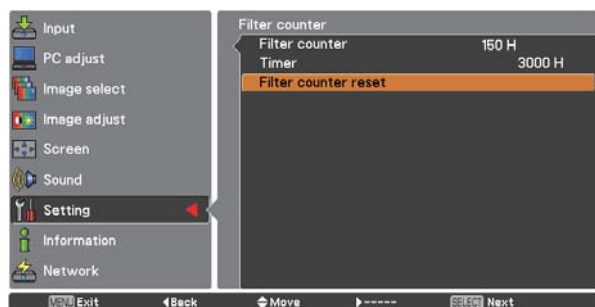 Input
PC adjust
Image select
Image adjust
Screen
Sound
Setting
Information
Network
Filter counter
Filter counter 150 H
Timer 3000 H
Filter counter reset
MENU Exit ◄Back Move ►----- SELECT Next